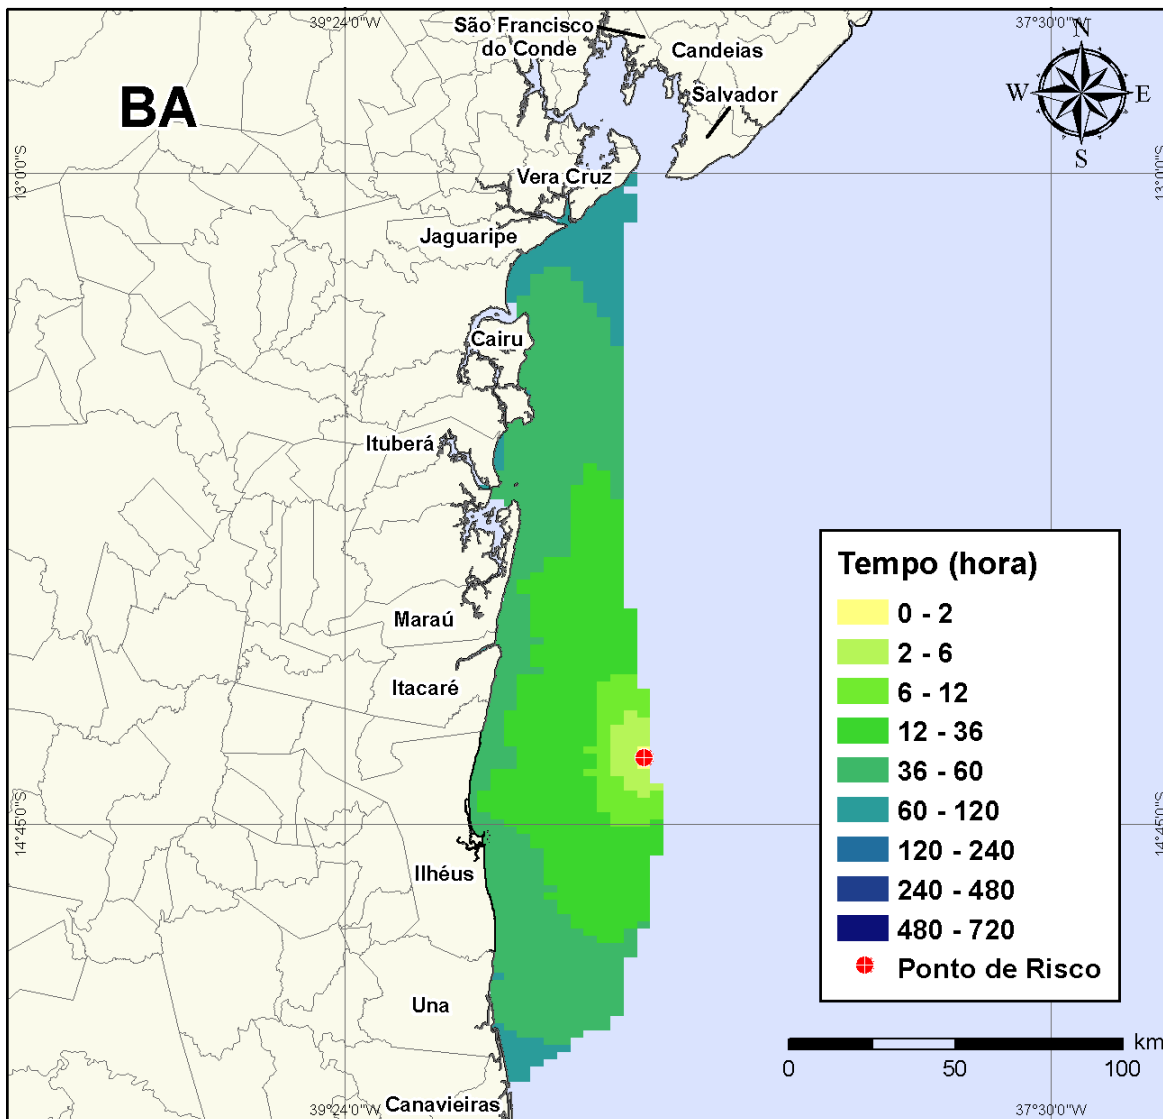 39°24'0"W
37°30'0"W
São Francisco
do Conde
Candeias
BA
Salvador
N
W
E
S
13°0'0"S
13°0'0"S
Vera Cruz
Jaguaripe
Cairu
Ituberá
Maraú
Itacaré
14°45'0"S
14°45'0"S
Ilhéus
Una
Canavieiras
Tempo (hora)
0 - 2
2 - 6
6 - 12
12 - 36
36 - 60
60 - 120
120 - 240
240 - 480
480 - 720
Ponto de Risco
km
0
50
100
39°24'0"W
37°30'0"W